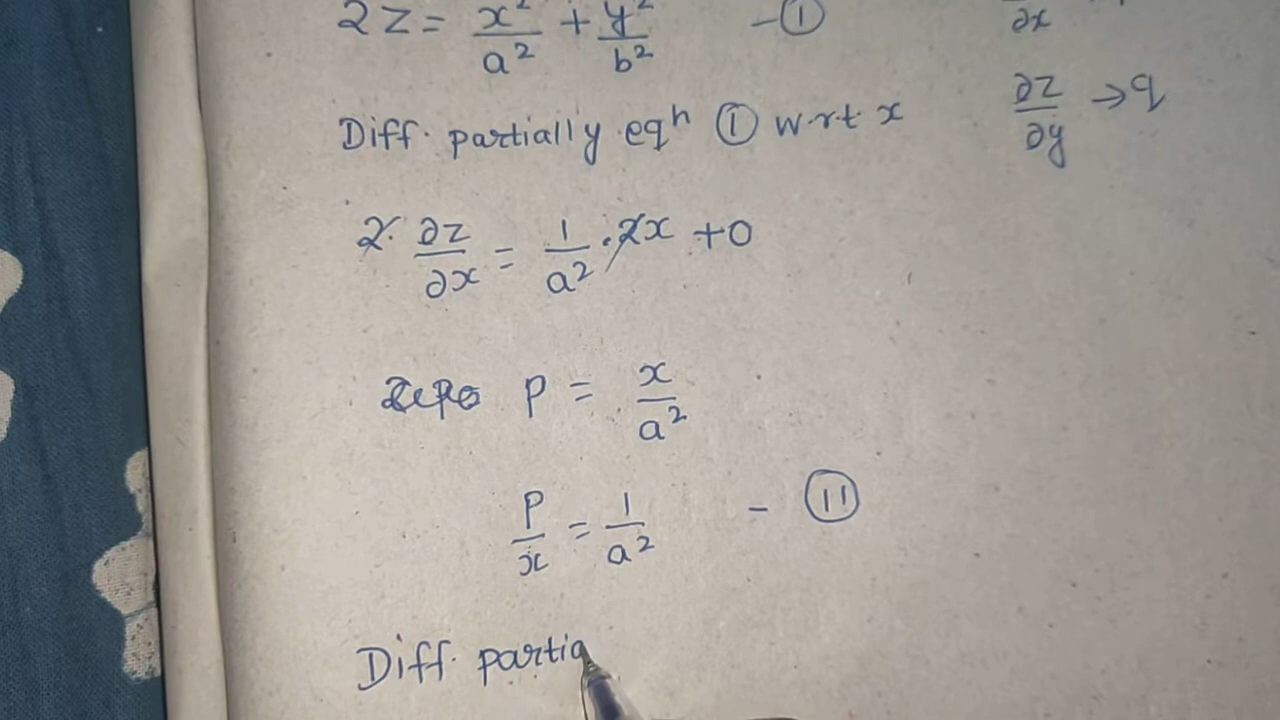 2z = x²/a² + y²/b² - ①
∂x
Diff. partially eqn ① w.r.t. x
∂z/∂y → q
2. ∂z/∂x = 1/a² . 2x + 0
p = x/a²
p/x = 1/a² - ⑪
Diff. partia